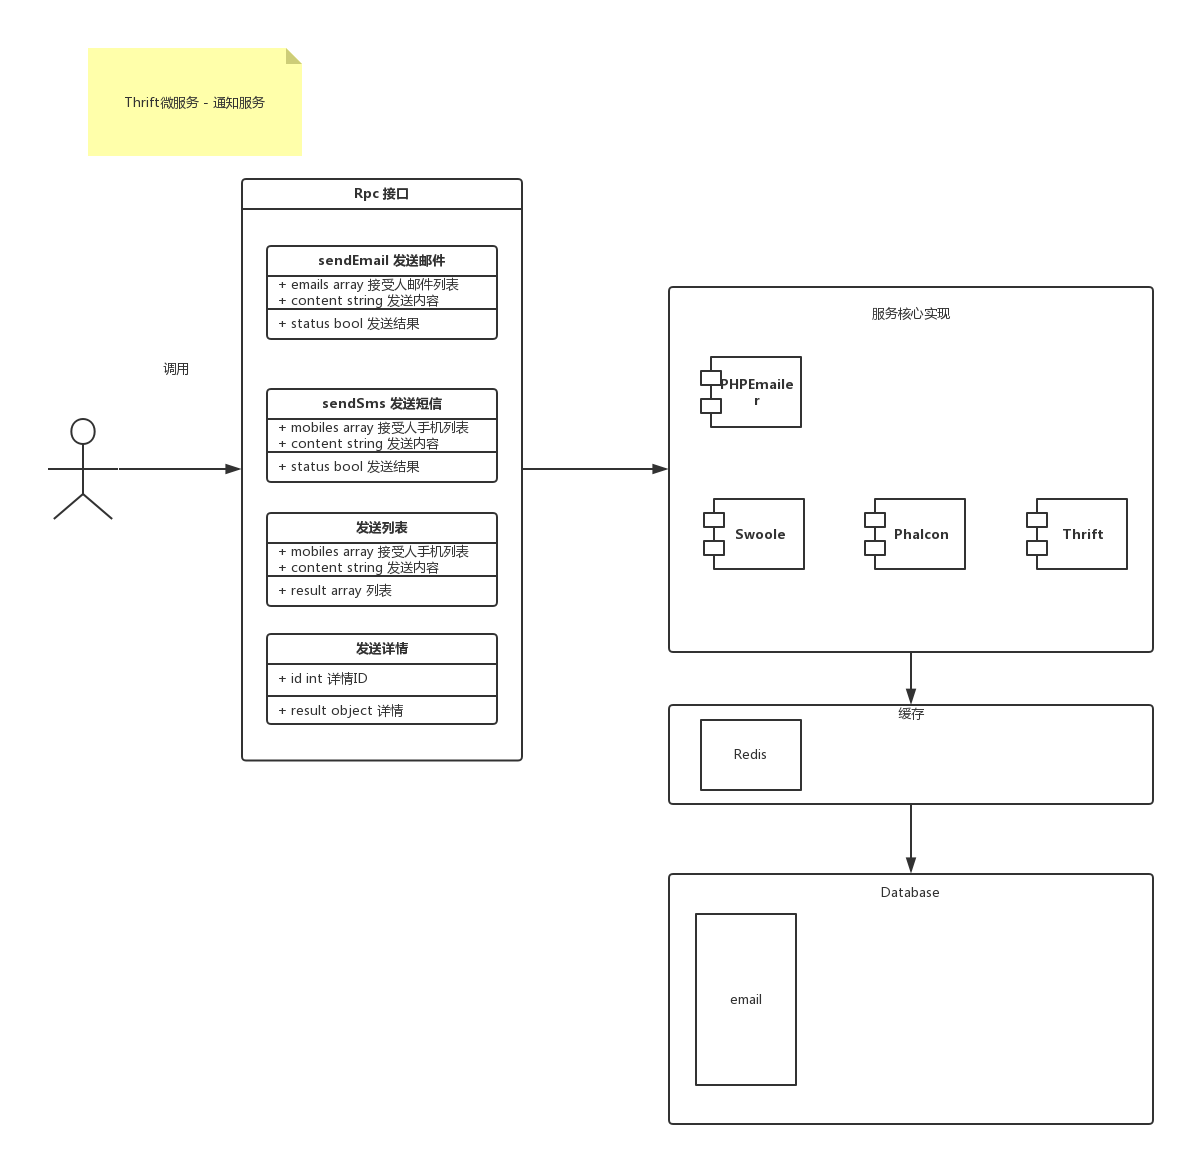 Thrift微服务 - 通知服务
Rpc 接口
sendEmail 发送邮件
+ emails array 接受人邮件列表
+ content string 发送内容
+ status bool 发送结果
调用
sendSms 发送短信
+ mobiles array 接受人手机列表
+ content string 发送内容
+ status bool 发送结果
发送列表
+ mobiles array 接受人手机列表
+ content string 发送内容
+ result array 列表
发送详情
+ id int 详情ID
+ result object 详情
服务核心实现
PHPEmaile
r
Swoole
Phalcon
Thrift
缓存
Redis
Database
email